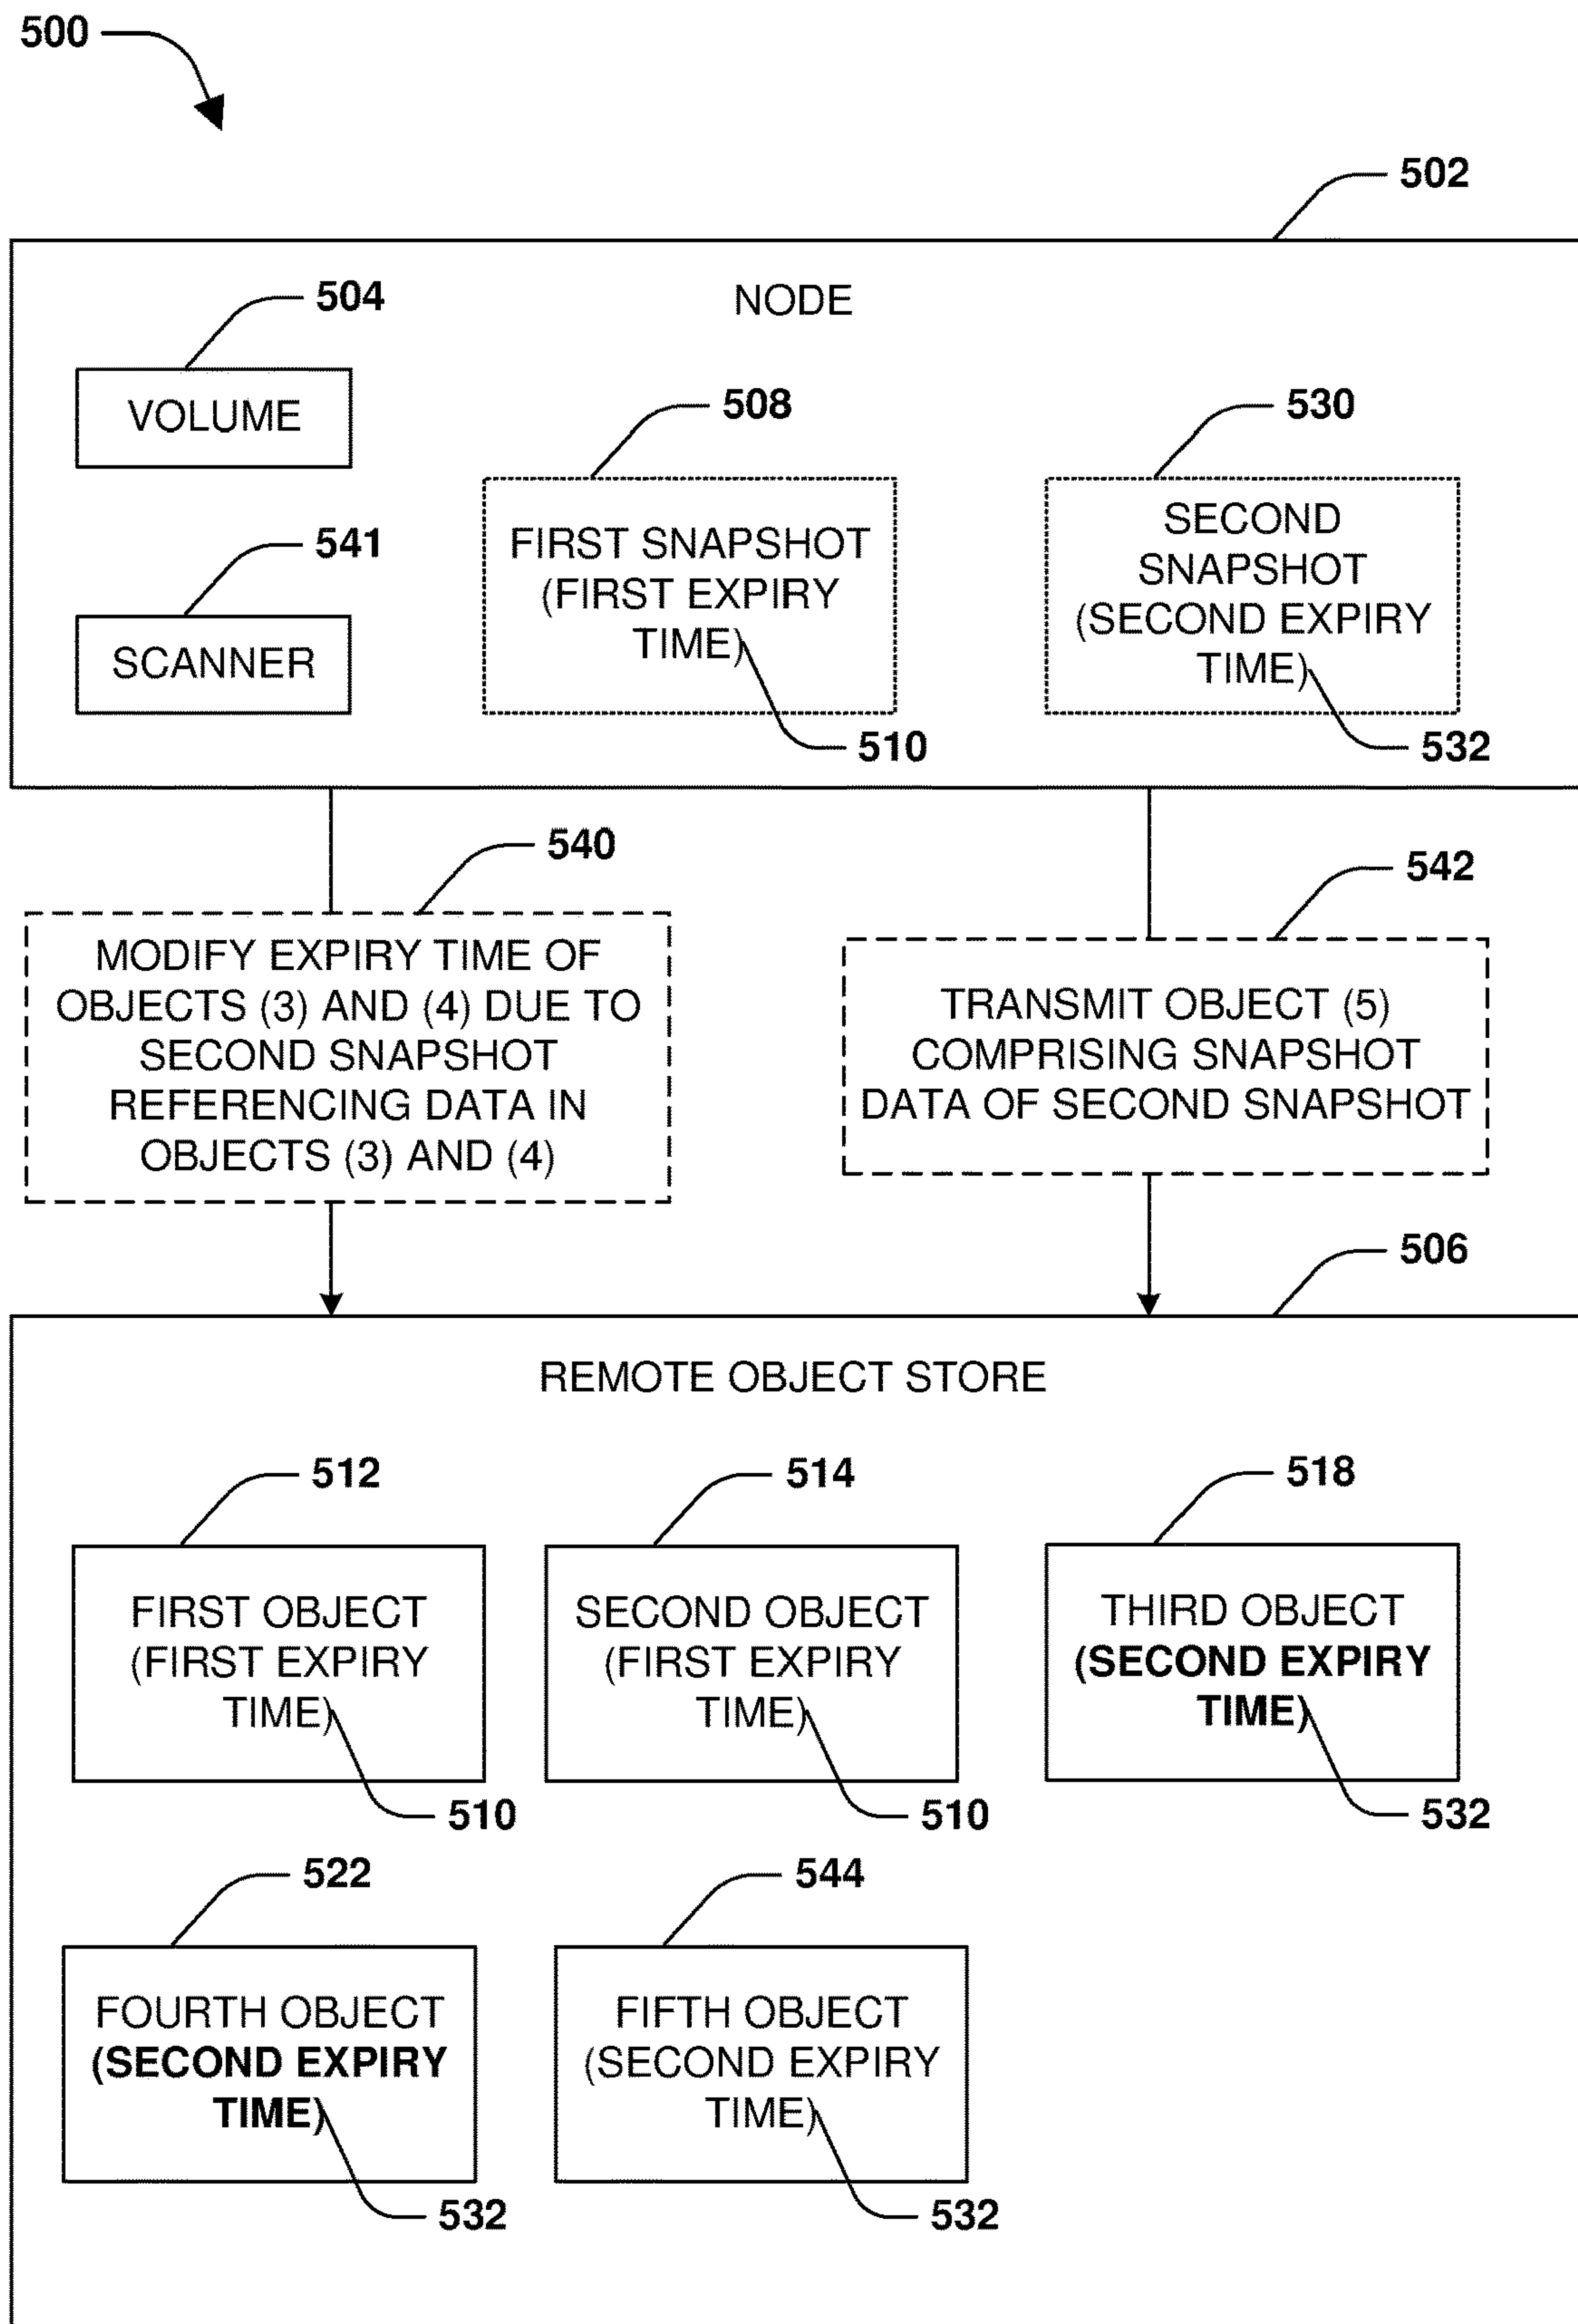 500
502
NODE
504
VOLUME
508
530
FIRST SNAPSHOT
(FIRST EXPIRY
TIME)
510
SECOND
SNAPSHOT
(SECOND EXPIRY
TIME)
532
541
SCANNER
540
MODIFY EXPIRY TIME OF
OBJECTS (3) AND (4) DUE TO
SECOND SNAPSHOT
REFERENCING DATA IN
OBJECTS (3) AND (4)
542
TRANSMIT OBJECT (5)
COMPRISING SNAPSHOT
DATA OF SECOND SNAPSHOT
506
REMOTE OBJECT STORE
512
FIRST OBJECT
(FIRST EXPIRY
TIME)
510
514
SECOND OBJECT
(FIRST EXPIRY
TIME)
510
518
THIRD OBJECT
(SECOND EXPIRY
TIME)
532
522
FOURTH OBJECT
(SECOND EXPIRY
TIME)
532
544
FIFTH OBJECT
(SECOND EXPIRY
TIME)
532